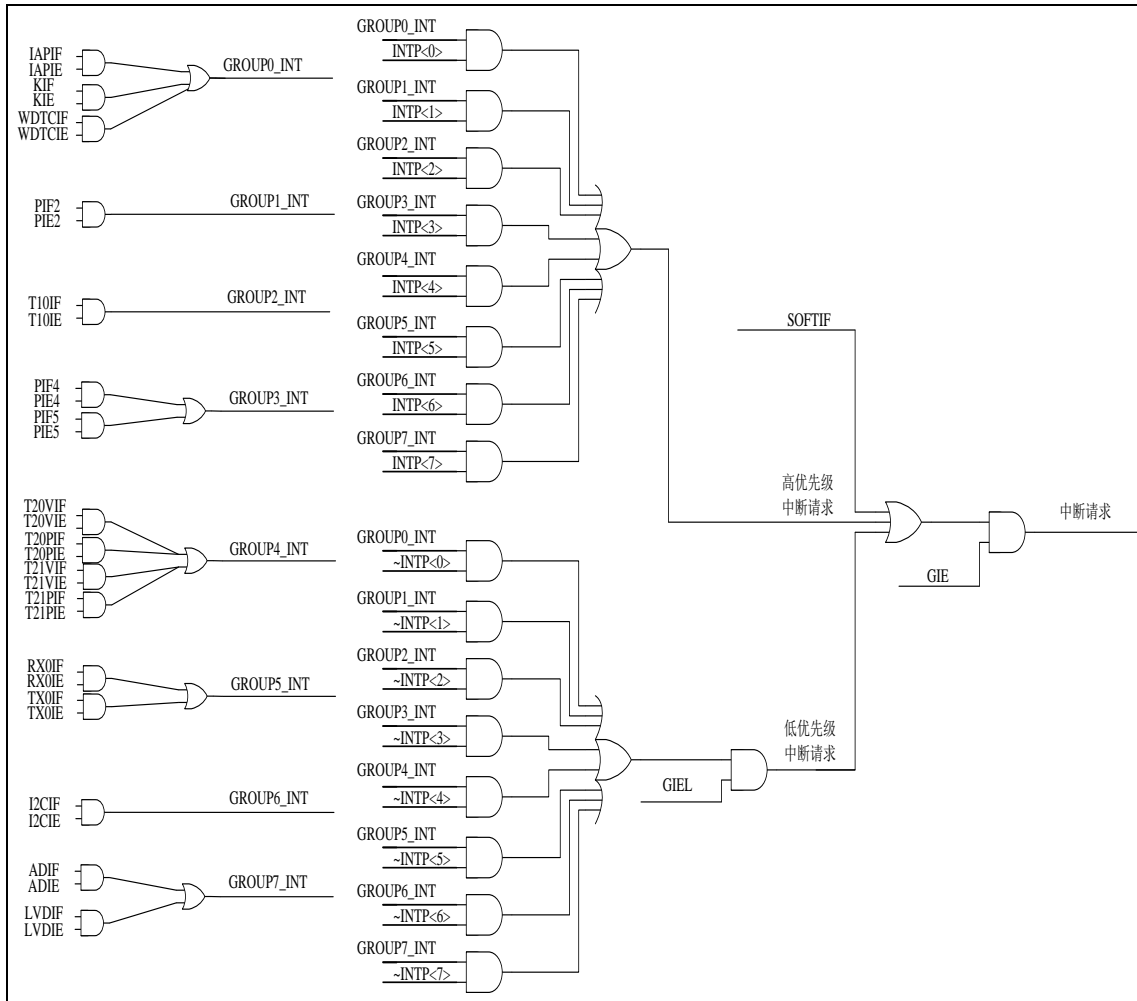 IAPIF
IAPIE
KIF
KIE
WDTCIF
WDTCIE
GROUP0_INT
PIF2
PIE2
GROUP1_INT
T10IF
T10IE
GROUP2_INT
PIF4
PIE4
PIF5
PIE5
GROUP3_INT
T20VIF
T20VIE
T20PIF
T20PIE
T21VIF
T21VIE
T21PIF
T21PIE
GROUP4_INT
RX0IF
RX0IE
TX0IF
TX0IE
GROUP5_INT
I2CIF
I2CIE
GROUP6_INT
ADIF
ADIE
LVDIF
LVDIE
GROUP7_INT
GROUP0_INT
INTP<0>
GROUP1_INT
INTP<1>
GROUP2_INT
INTP<2>
GROUP3_INT
INTP<3>
GROUP4_INT
INTP<4>
GROUP5_INT
INTP<5>
GROUP6_INT
INTP<6>
GROUP7_INT
INTP<7>
GROUP0_INT
~INTP<0>
GROUP1_INT
~INTP<1>
GROUP2_INT
~INTP<2>
GROUP3_INT
~INTP<3>
GROUP4_INT
~INTP<4>
GROUP5_INT
~INTP<5>
GROUP6_INT
~INTP<6>
GROUP7_INT
~INTP<7>
SOFTIF
高优先级
中断请求
GIEL
低优先级
中断请求
GIE
中断请求